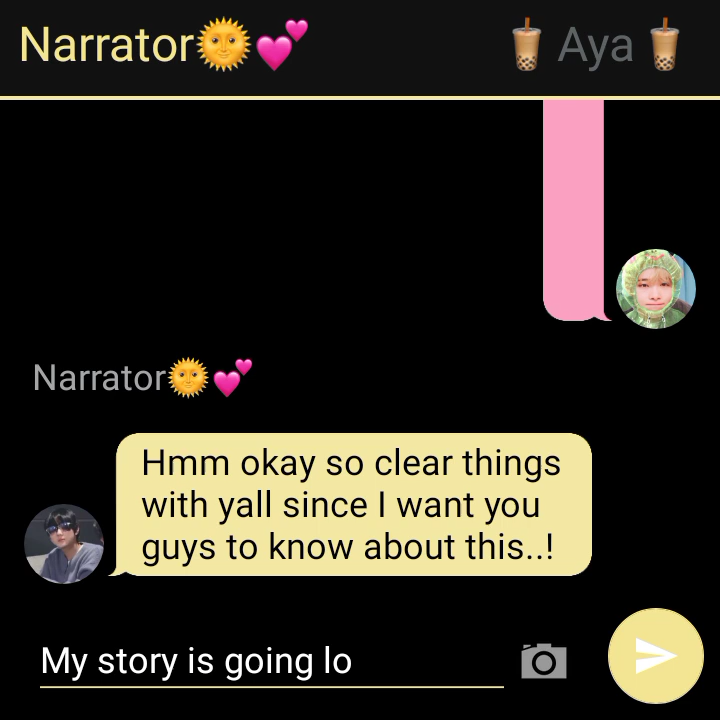 Narrator🌞💕 🧋 Aya 🧋
Narrator🌞💕
Hmm okay so clear things
with yall since I want you
guys to know about this..!
My story is going lo